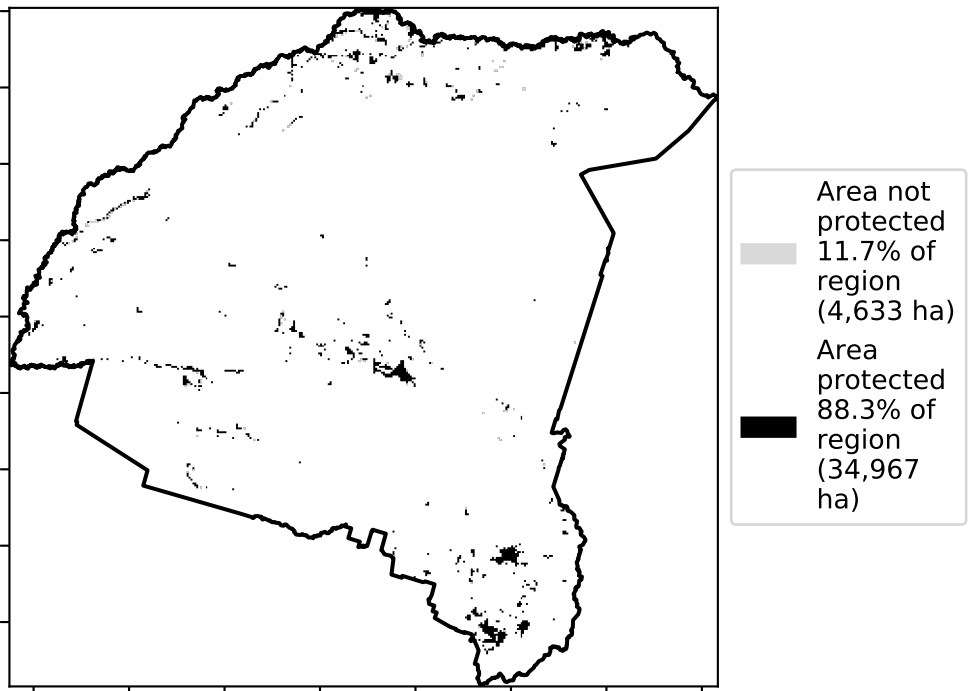 Area not
protected
11.7% of
region
(4,633 ha)
Area
protected
88.3% of
region
(34,967
ha)